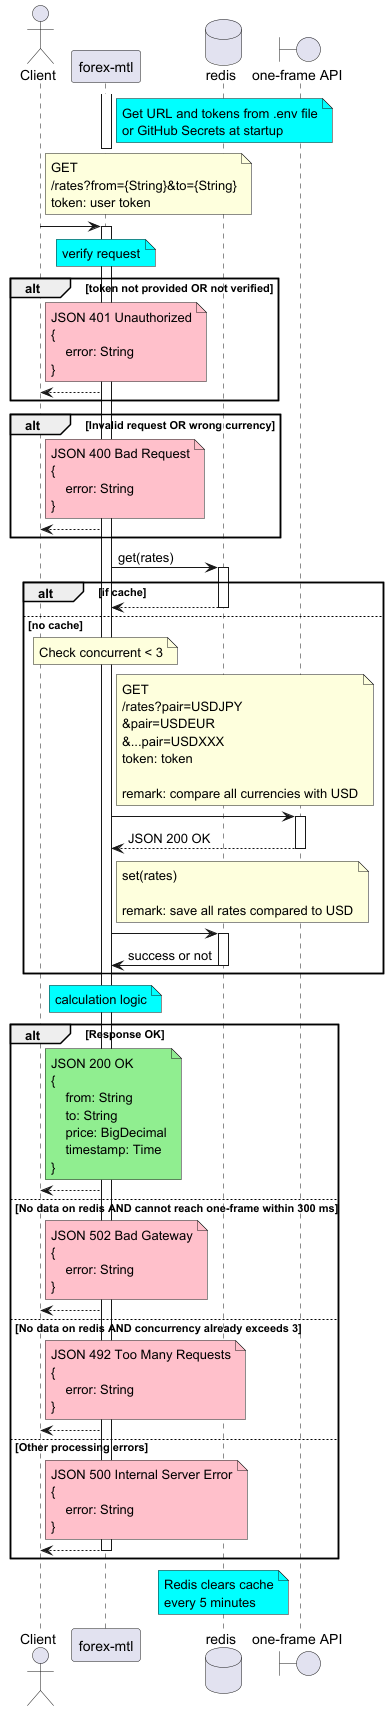 Client
forex-mtl
redis
one-frame API
Get URL and tokens from .env file
or GitHub Secrets at startup
GET
/rates?from={String}&to={String}
token: user token
verify request
alt [token not provided OR not verified]
JSON 401 Unauthorized
{
error: String
}
alt [Invalid request OR wrong currency]
JSON 400 Bad Request
{
error: String
}
get(rates)
alt [if cache]
[no cache]
Check concurrent < 3
GET
/rates?pair=USDJPY
&pair=USDEUR
&...pair=USDXXX
token: token
remark: compare all currencies with USD
JSON 200 OK
set(rates)
remark: save all rates compared to USD
success or not
calculation logic
alt [Response OK]
JSON 200 OK
{
from: String
to: String
price: BigDecimal
timestamp: Time
}
[No data on redis AND cannot reach one-frame within 300 ms]
JSON 502 Bad Gateway
{
error: String
}
[No data on redis AND concurrency already exceeds 3]
JSON 492 Too Many Requests
{
error: String
}
[Other processing errors]
JSON 500 Internal Server Error
{
error: String
}
Redis clears cache
every 5 minutes
Client
forex-mtl
redis
one-frame API